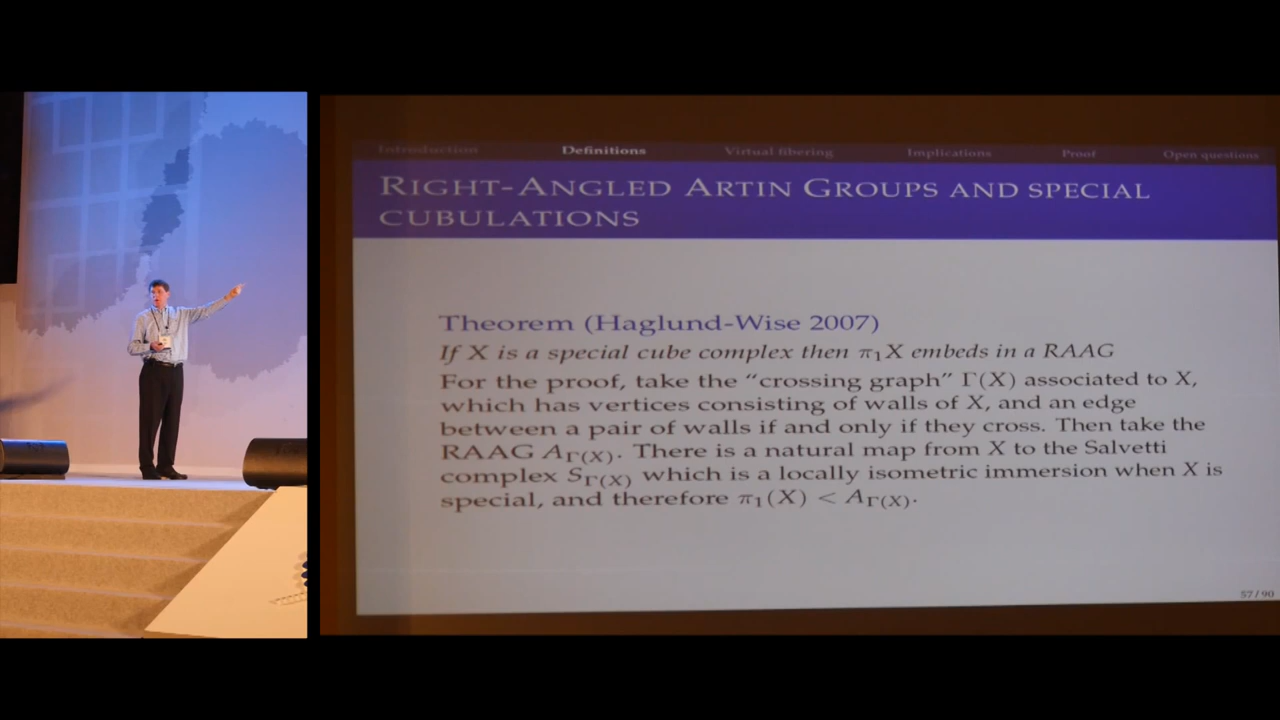 Introduction Definitions Virtual fibering Implications Proof Open questions
RIGHT-ANGLED ARTIN GROUPS AND SPECIAL
CUBULATIONS
Theorem (Haglund-Wise 2007)
If X is a special cube complex then π₁X embeds in a RAAG
For the proof, take the “crossing graph” Γ(X) associated to X,
which has vertices consisting of walls of X, and an edge
between a pair of walls if and only if they cross. Then take the
RAAG A_Γ(X). There is a natural map from X to the Salvetti
complex S_Γ(X) which is a locally isometric immersion when X is
special, and therefore π₁(X) < A_Γ(X).
57 / 90